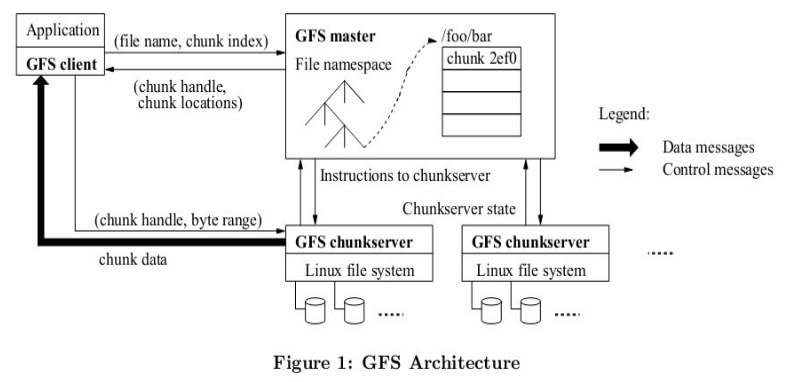 Application
GFS client
(file name, chunk index)
(chunk handle,
chunk locations)
GFS master
File namespace
/foo/bar
chunk 2ef0
Legend:
Data messages
Control messages
Instructions to chunkserver
Chunkserver state
(chunk handle, byte range)
chunk data
GFS chunkserver
Linux file system
GFS chunkserver
Linux file system
Figure 1: GFS Architecture